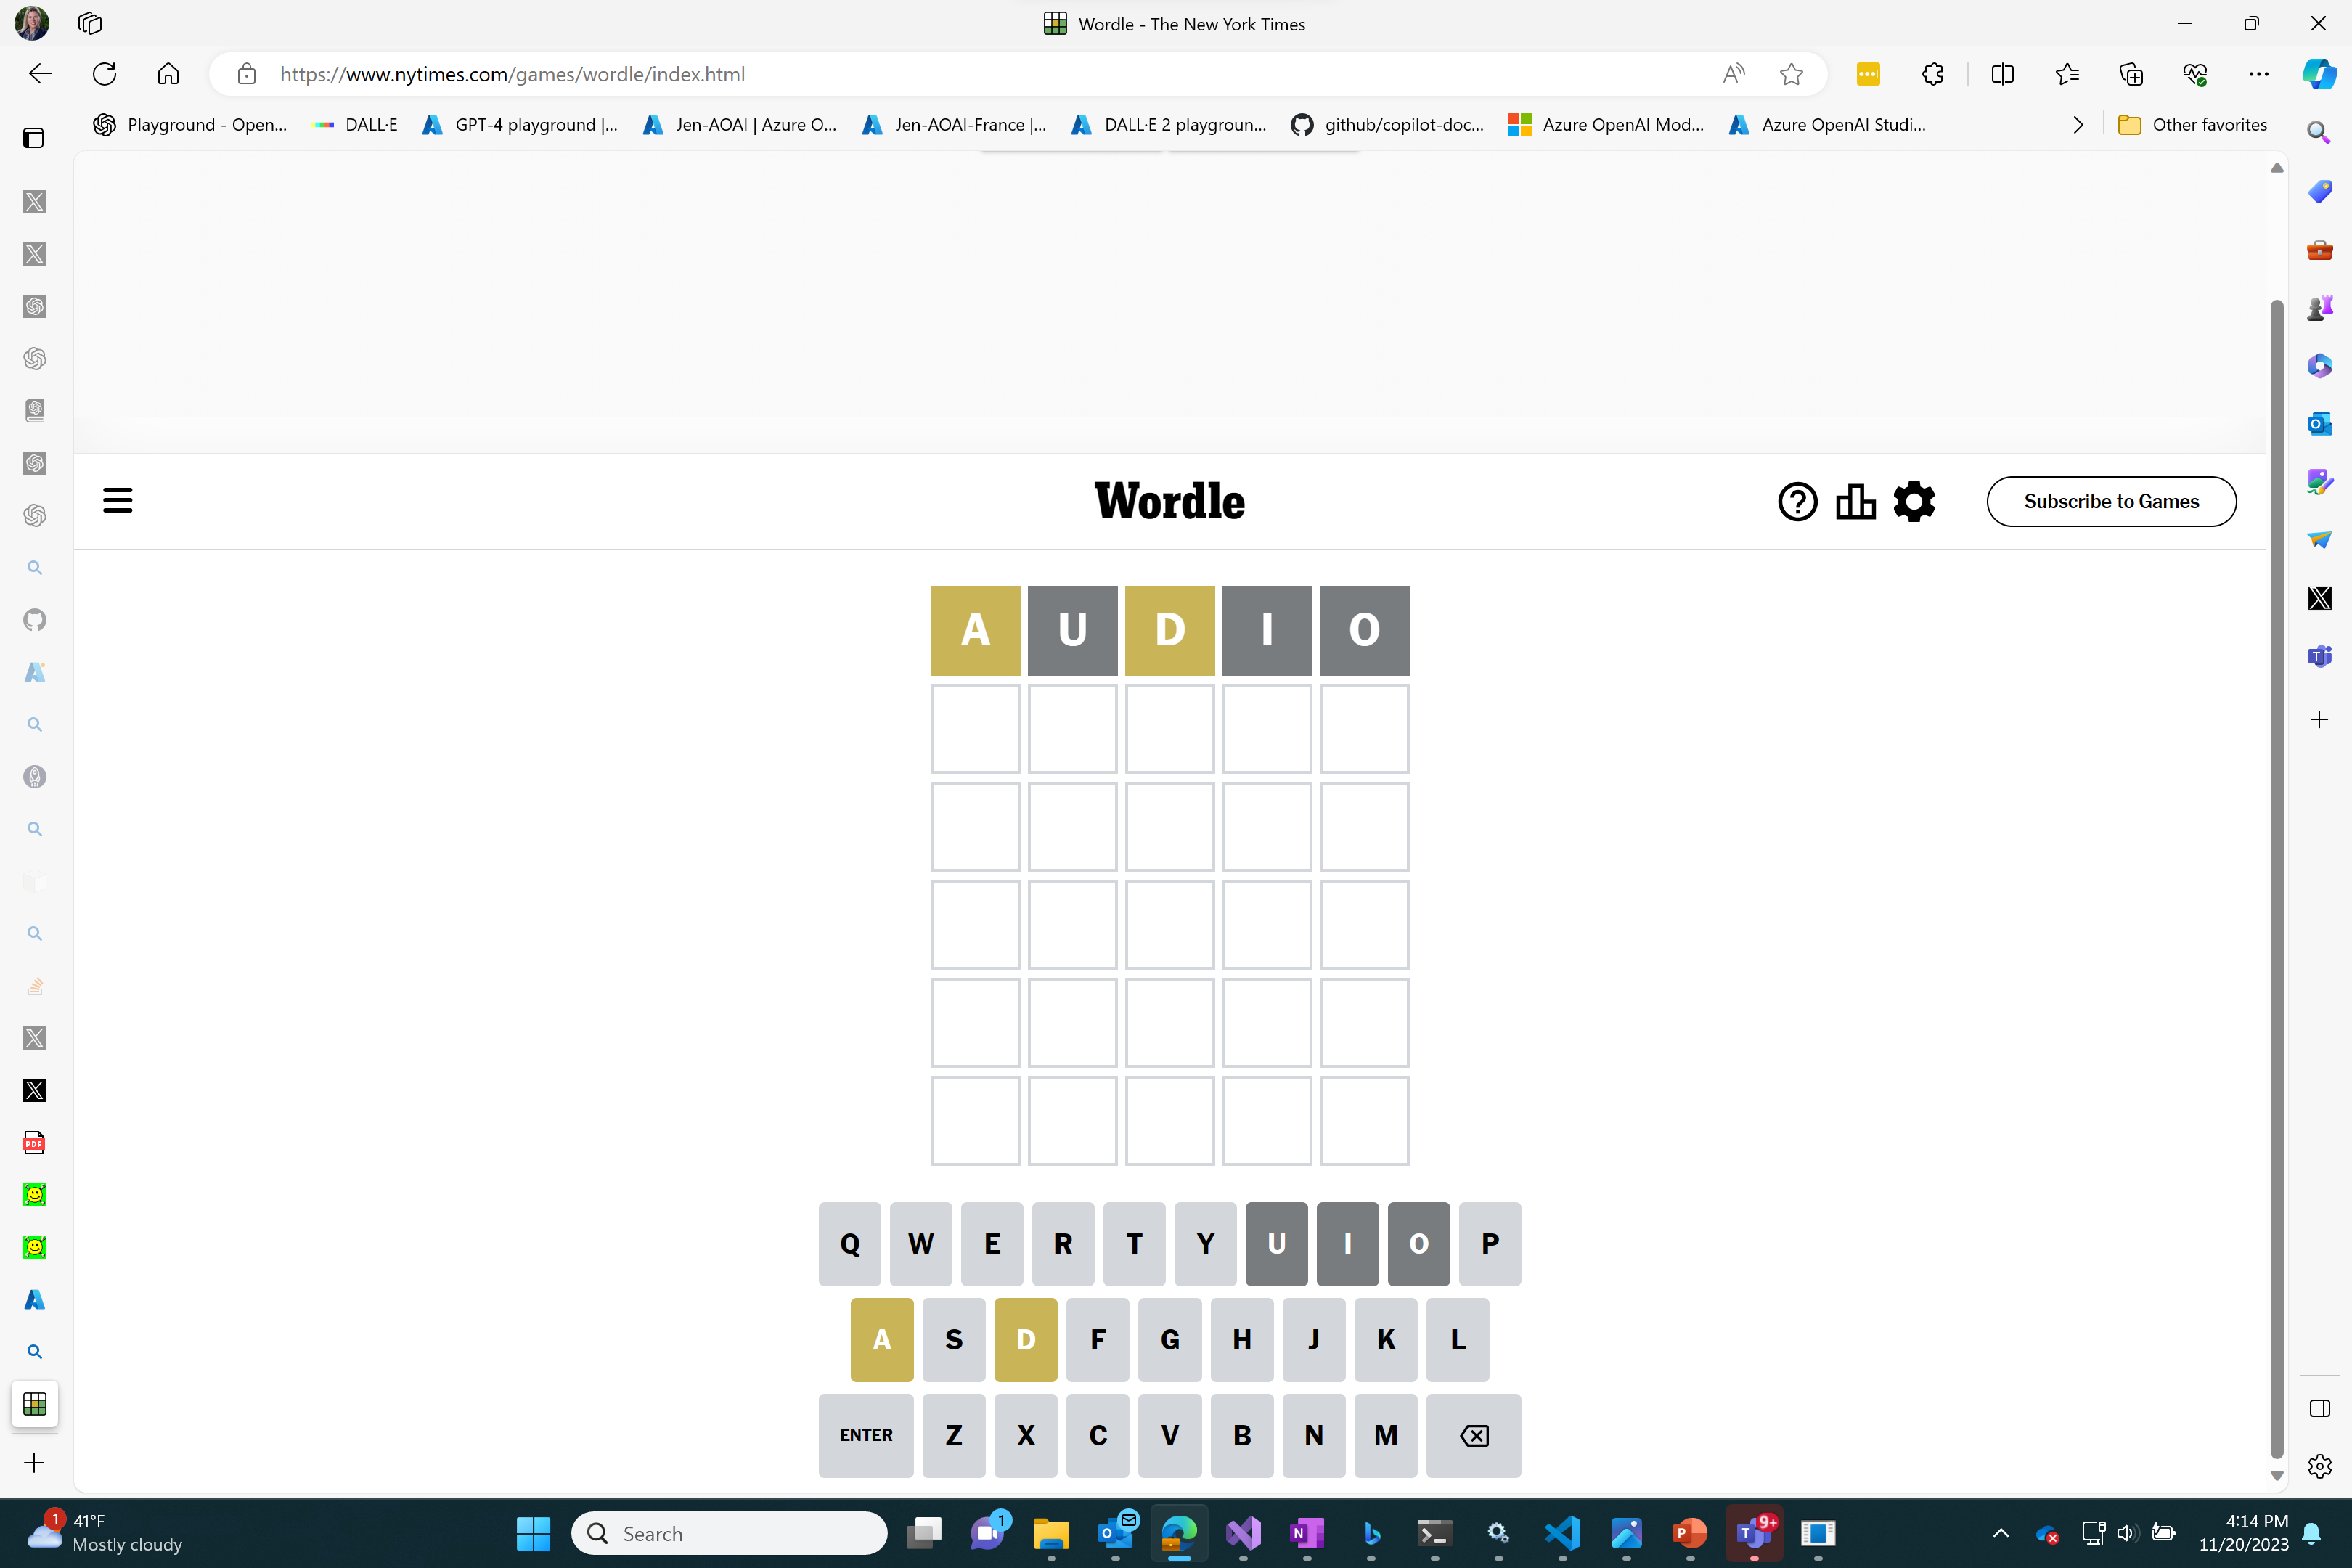 Wordle - The New York Times
https://www.nytimes.com/games/wordle/index.html
Playground - Open... DALL·E GPT-4 playground |... Jen-AOAI | Azure O... Jen-AOAI-France |... DALL·E 2 playgroun... github/copilot-doc... Azure OpenAI Mod... Azure OpenAI Studi... Other favorites
Wordle
Subscribe to Games
A U D I O
Q W E R T Y U I O P
A S D F G H J K L
ENTER Z X C V B N M
PDF
1
41°F
Mostly cloudy
Search
1
9+
4:14 PM
11/20/2023